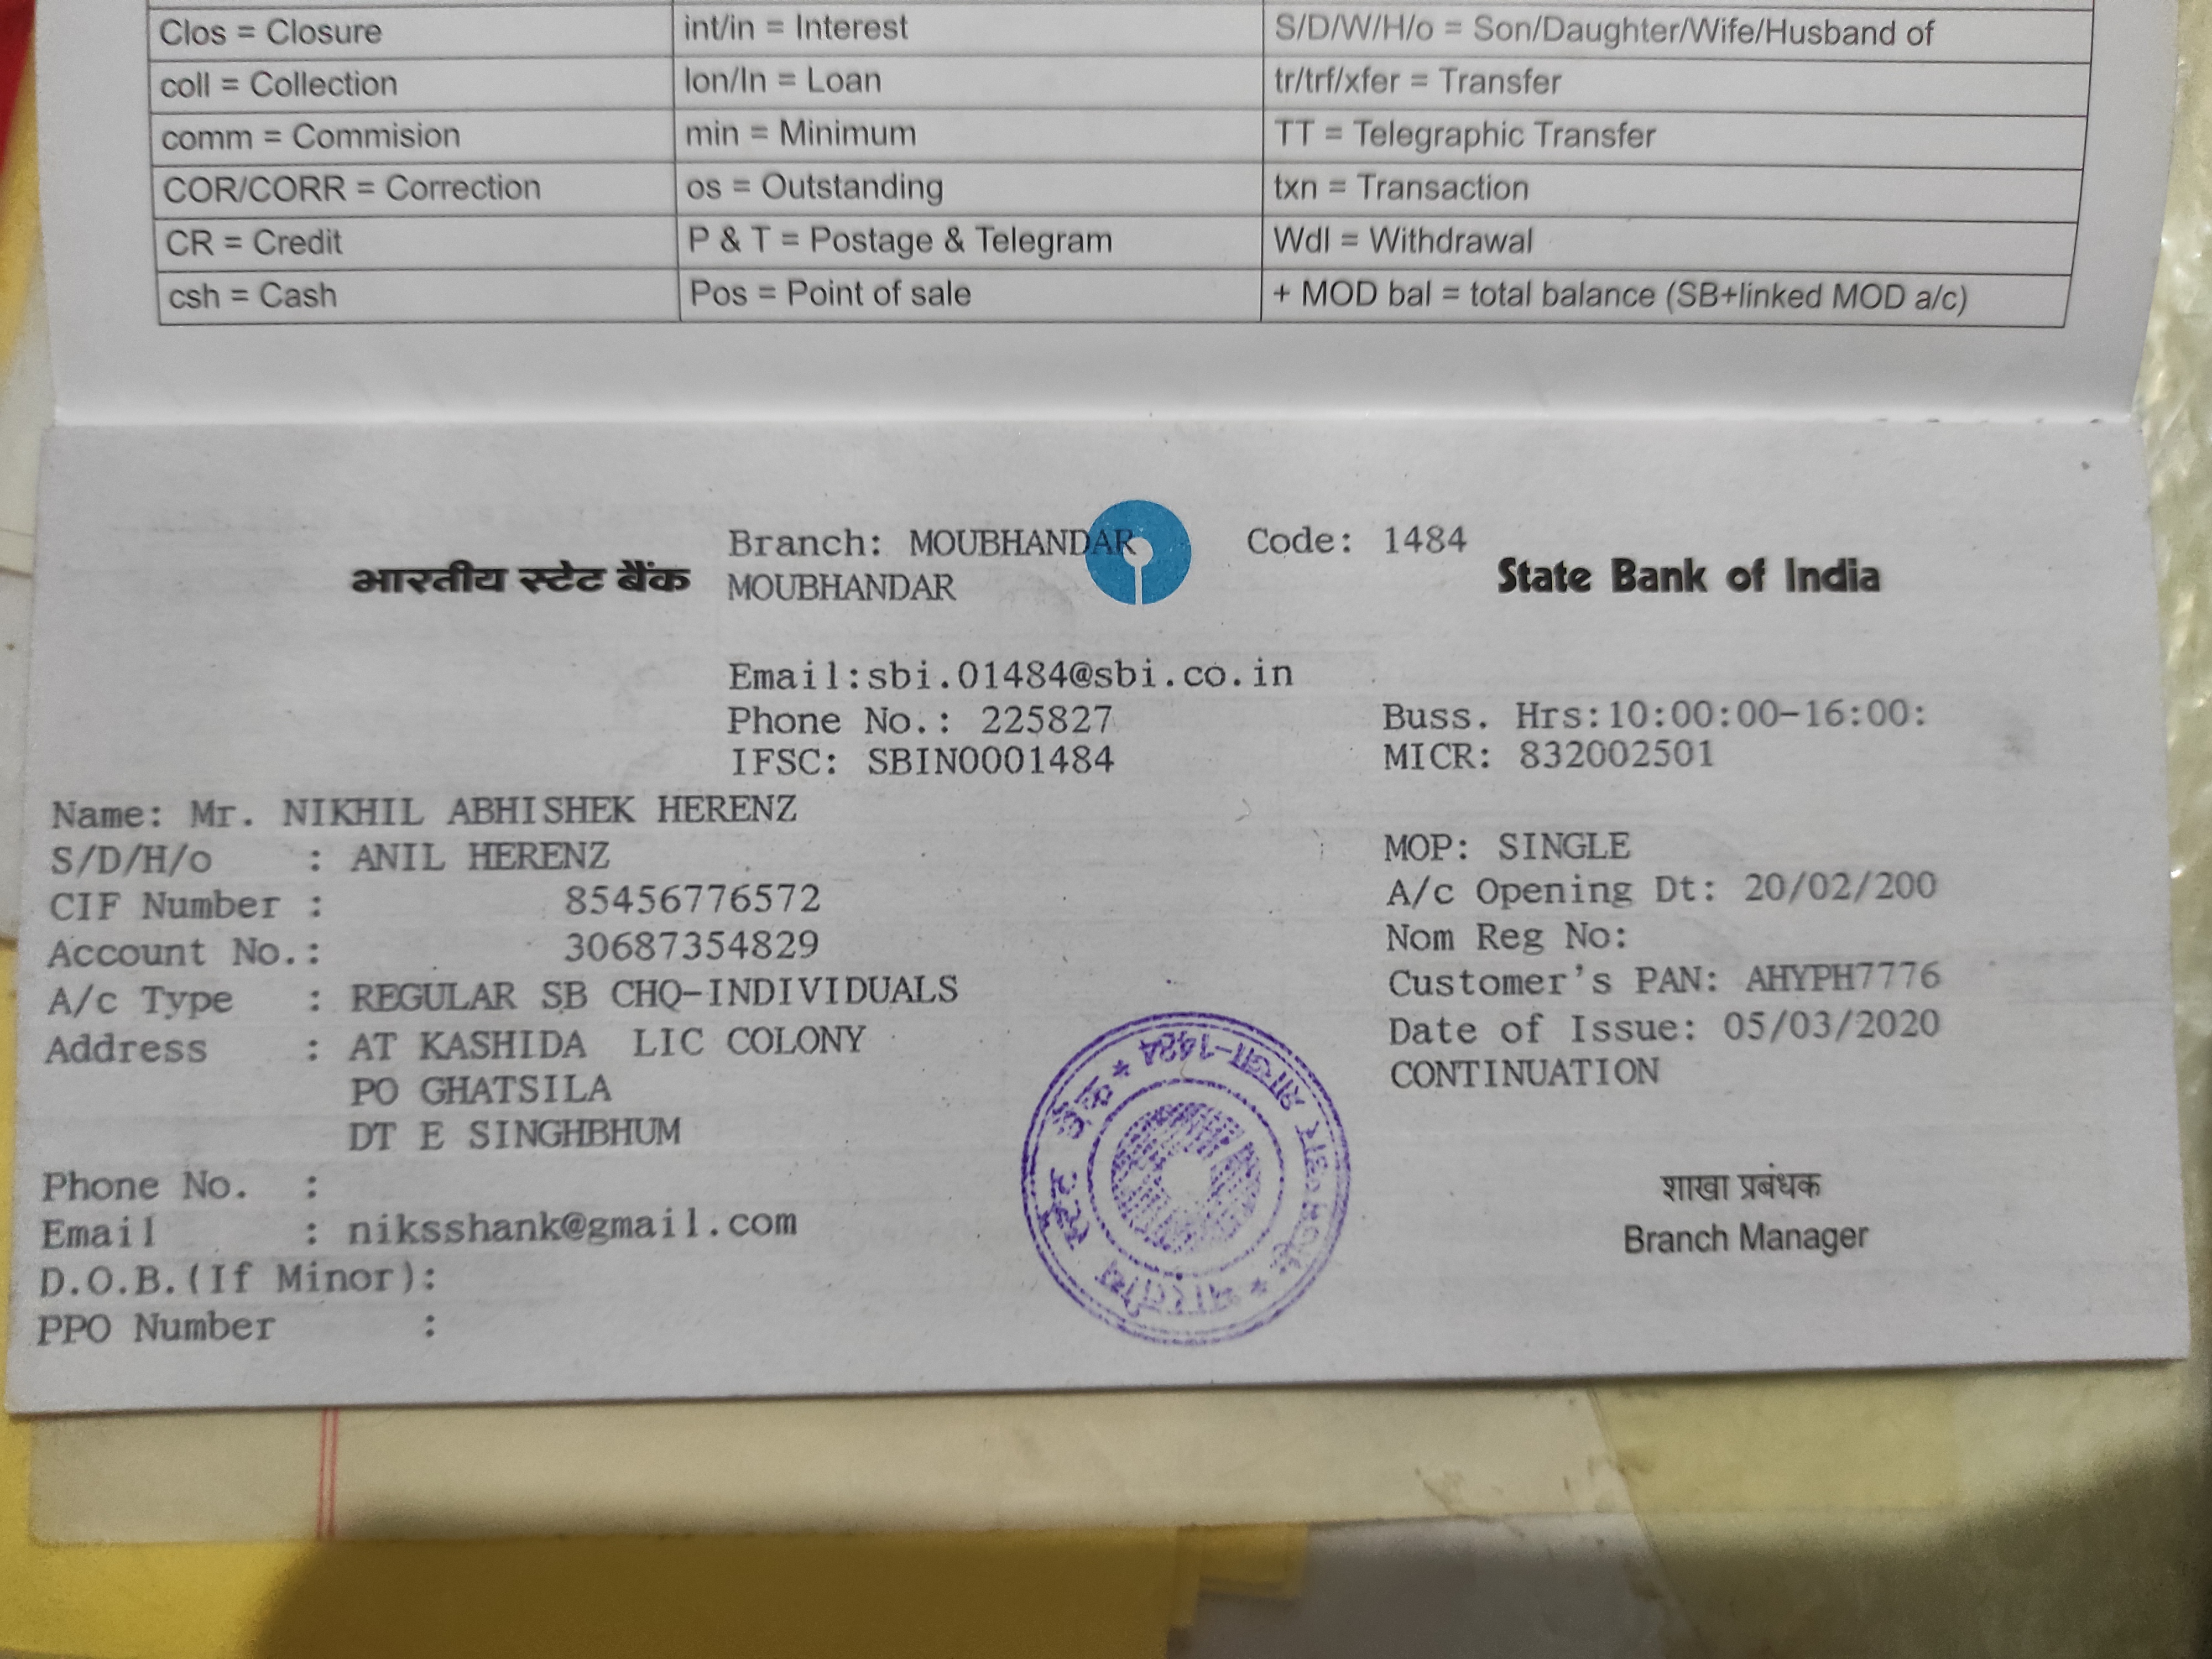 Clos = Closure int/in = Interest S/D/W/H/o = Son/Daughter/Wife/Husband of
coll = Collection lon/ln = Loan tr/trf/xfer = Transfer
comm = Commision min = Minimum TT = Telegraphic Transfer
COR/CORR = Correction os = Outstanding txn = Transaction
CR = Credit P & T = Postage & Telegram Wdl = Withdrawal
csh = Cash Pos = Point of sale + MOD bal = total balance (SB+linked MOD a/c)
Branch: MOUBHANDAR Code: 1484
भारतीय स्टेट बैंक MOUBHANDAR State Bank of India
Email:sbi.01484@sbi.co.in
Phone No.: 225827 Buss. Hrs:10:00:00-16:00:
IFSC: SBIN0001484 MICR: 832002501
Name: Mr. NIKHIL ABHISHEK HERENZ
S/D/H/o : ANIL HERENZ MOP: SINGLE
CIF Number : 85456776572 A/c Opening Dt: 20/02/200
Account No.: 30687354829 Nom Reg No:
A/c Type : REGULAR SB CHQ-INDIVIDUALS Customer's PAN: AHYPH7776
Address : AT KASHIDA LIC COLONY Date of Issue: 05/03/2020
PO GHATSILA CONTINUATION
DT E SINGHBHUM
Phone No. : शाखा प्रबंधक
Email : niksshank@gmail.com Branch Manager
D.O.B.(If Minor):
PPO Number :
भारतीय स्टेट बैंक